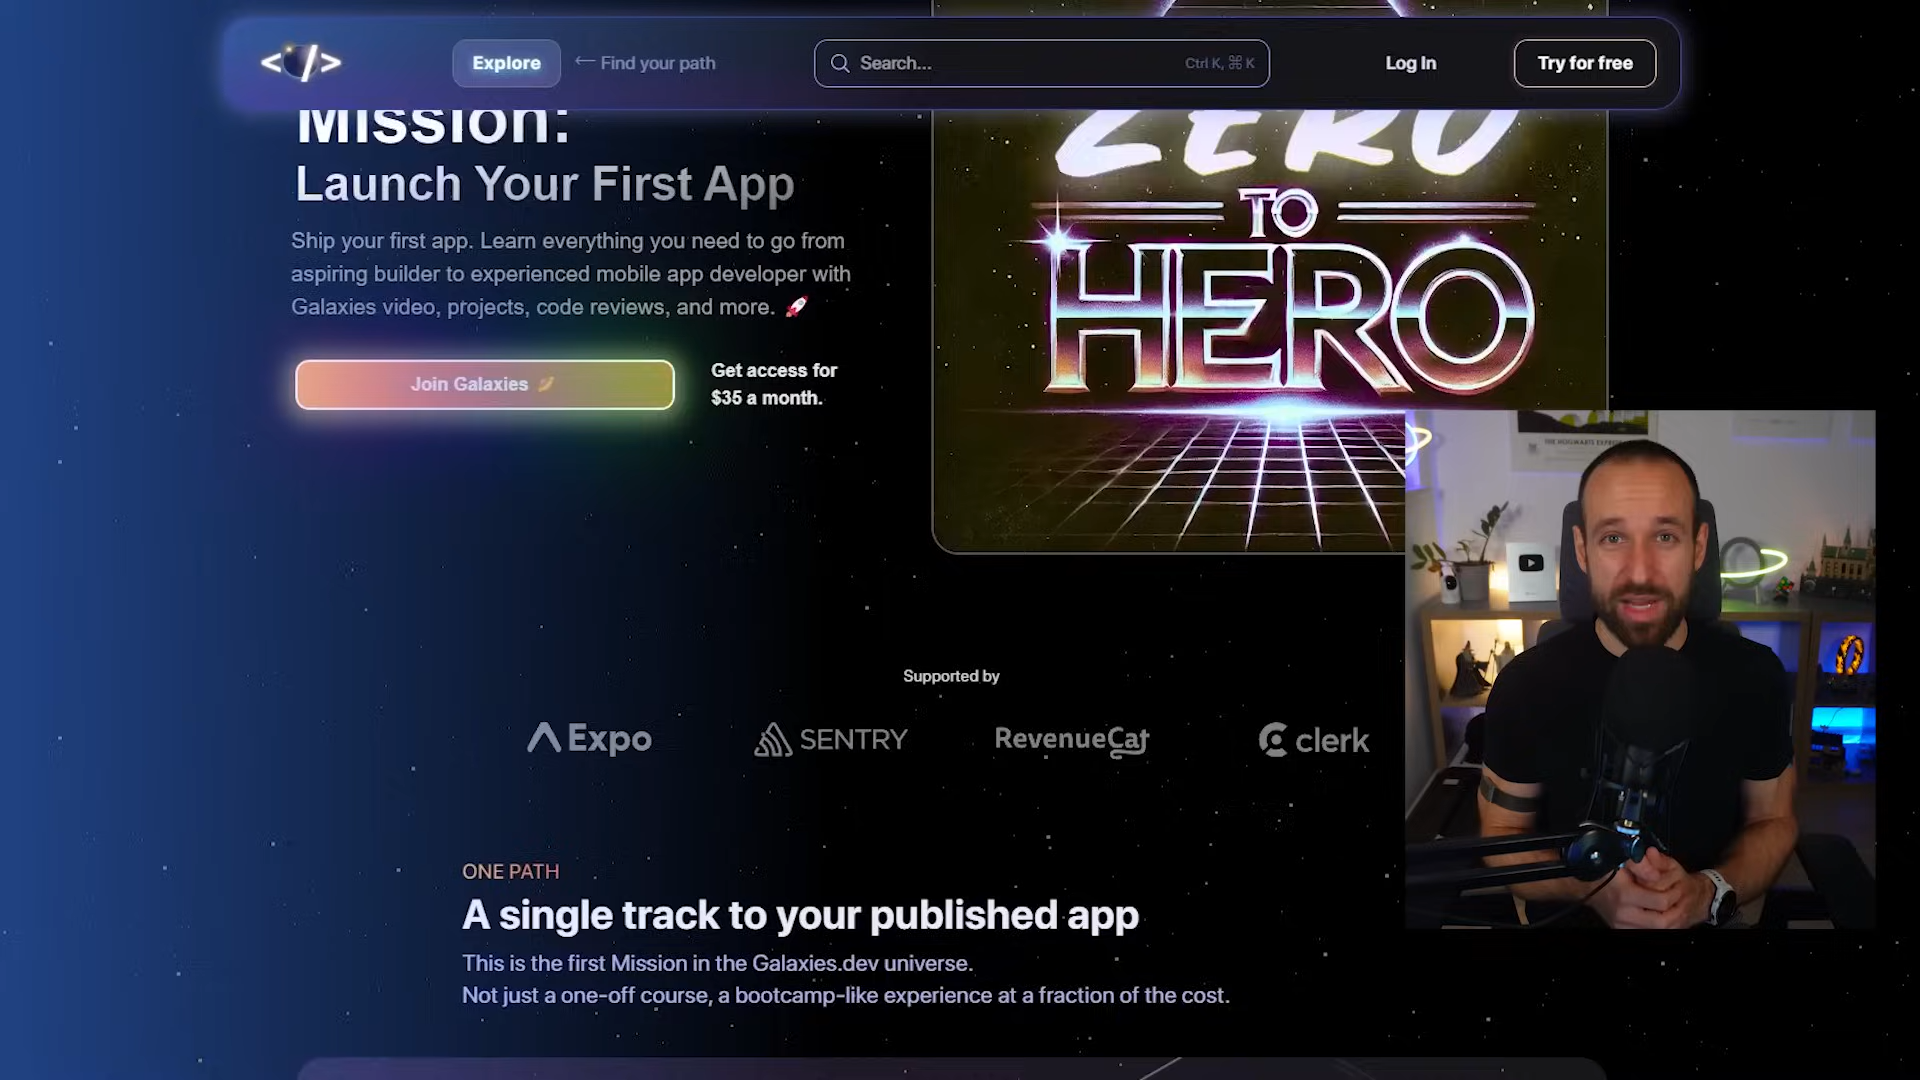 </>
Explore
← Find your path
Search...
Ctrl K, ⌘ K
Log In
Try for free
Mission:
Launch Your First App
Ship your first app. Learn everything you need to go from
aspiring builder to experienced mobile app developer with
Galaxies video, projects, code reviews, and more. 🚀
Join Galaxies
Get access for
$35 a month.
ZERO
TO
HERO
Supported by
Expo
SENTRY
RevenueCat
clerk
ONE PATH
A single track to your published app
This is the first Mission in the Galaxies.dev universe.
Not just a one-off course, a bootcamp-like experience at a fraction of the cost.